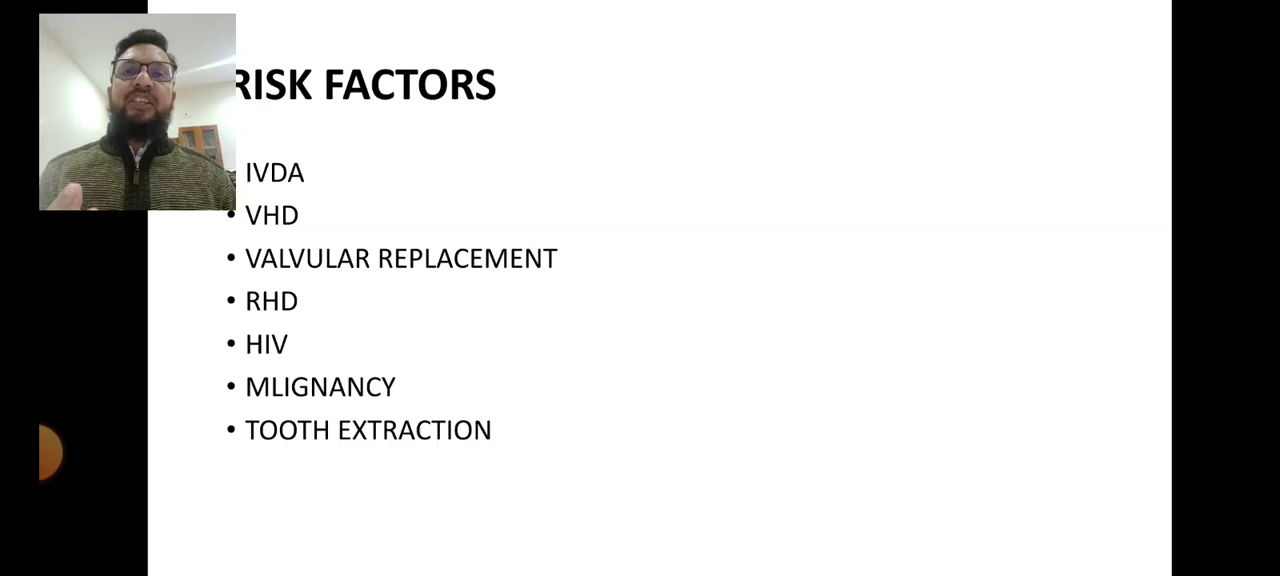 RISK FACTORS
• IVDA
• VHD
• VALVULAR REPLACEMENT
• RHD
• HIV
• MLIGNANCY
• TOOTH EXTRACTION